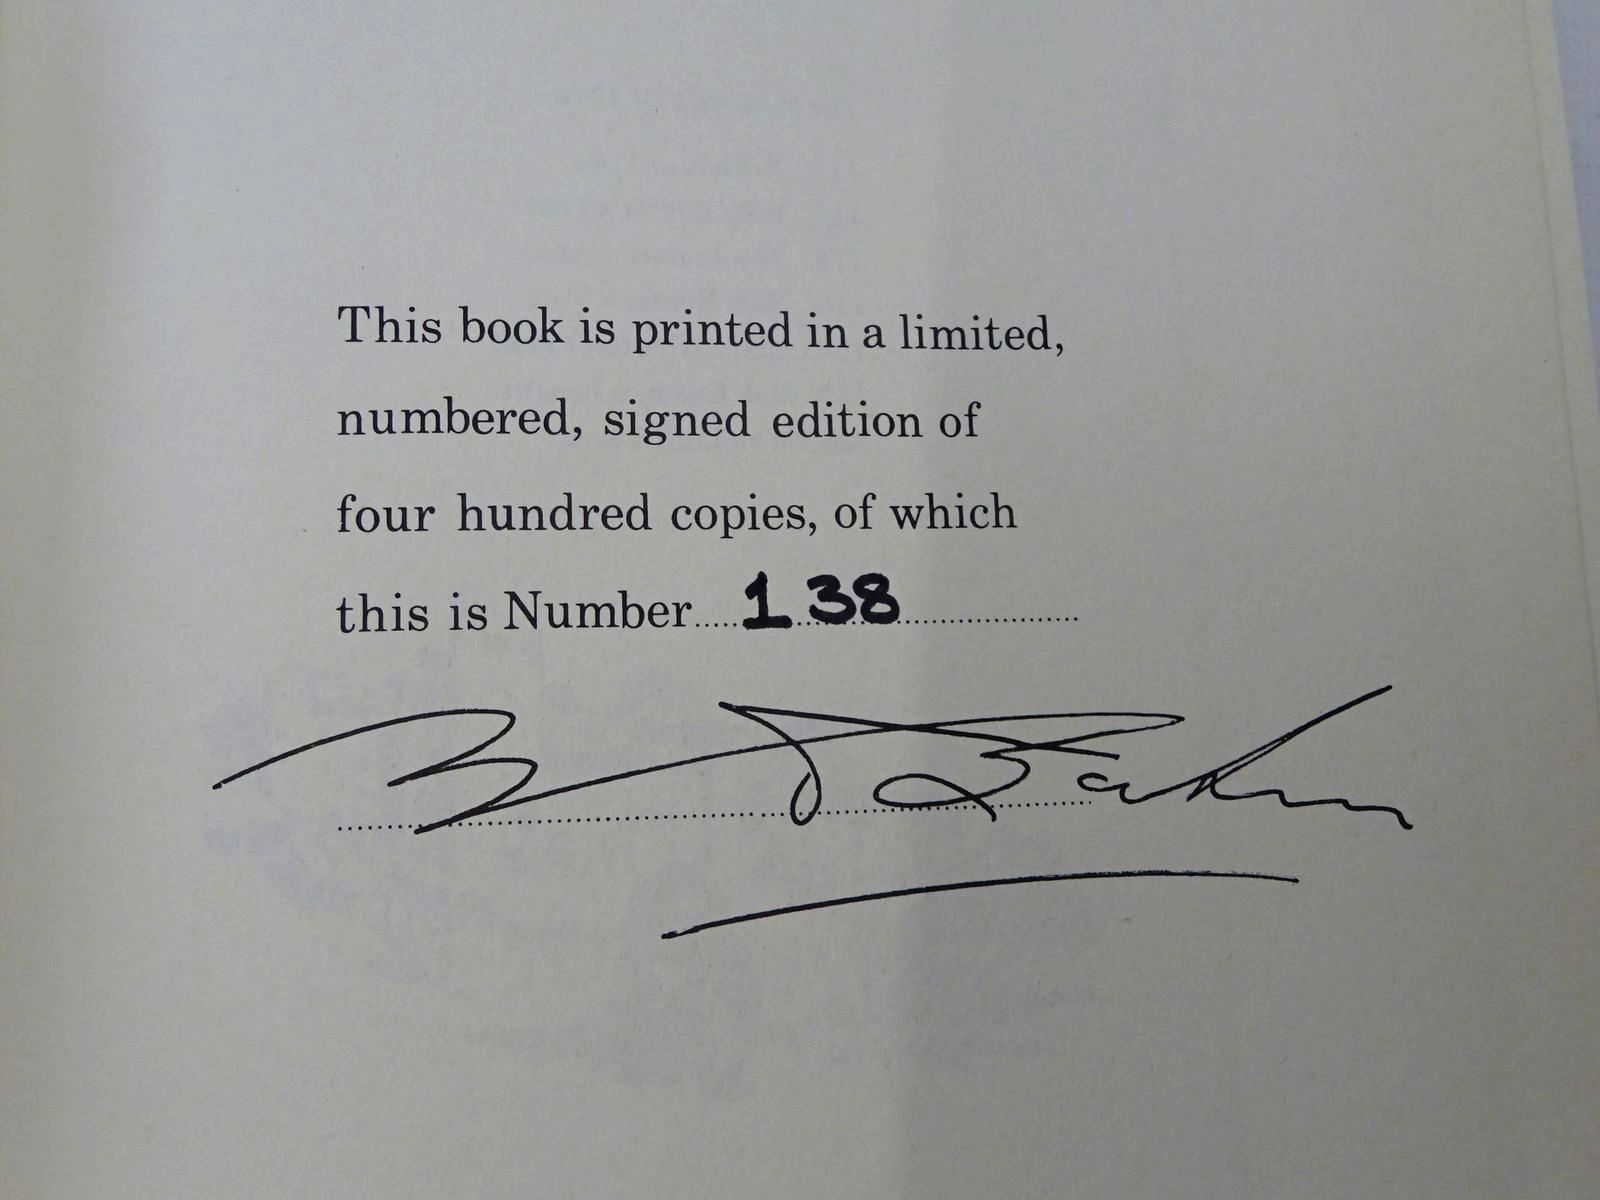 This book is printed in a limited,
numbered, signed edition of
four hundred copies, of which
this is Number.....138....................